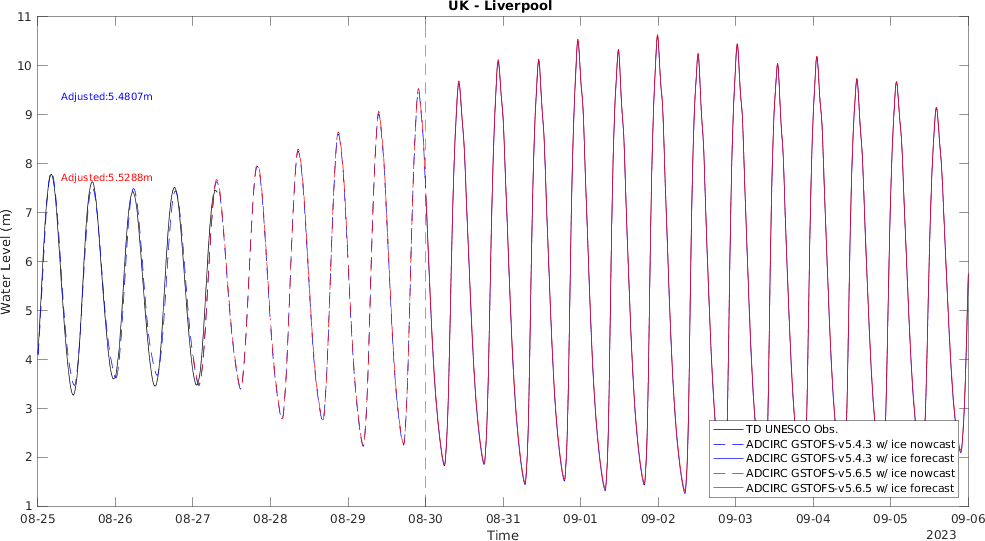 UK - Liverpool
11
10
9
8
7
6
5
4
3
2
1
Water Level (m)
Adjusted:5.4807m
Adjusted:5.5288m
TD UNESCO Obs.
ADCIRC GSTOFS-v5.4.3 w/ ice nowcast
ADCIRC GSTOFS-v5.4.3 w/ ice forecast
ADCIRC GSTOFS-v5.6.5 w/ ice nowcast
ADCIRC GSTOFS-v5.6.5 w/ ice forecast
08-25 08-26 08-27 08-28 08-29 08-30 08-31 09-01 09-02 09-03 09-04 09-05 09-06
Time
2023